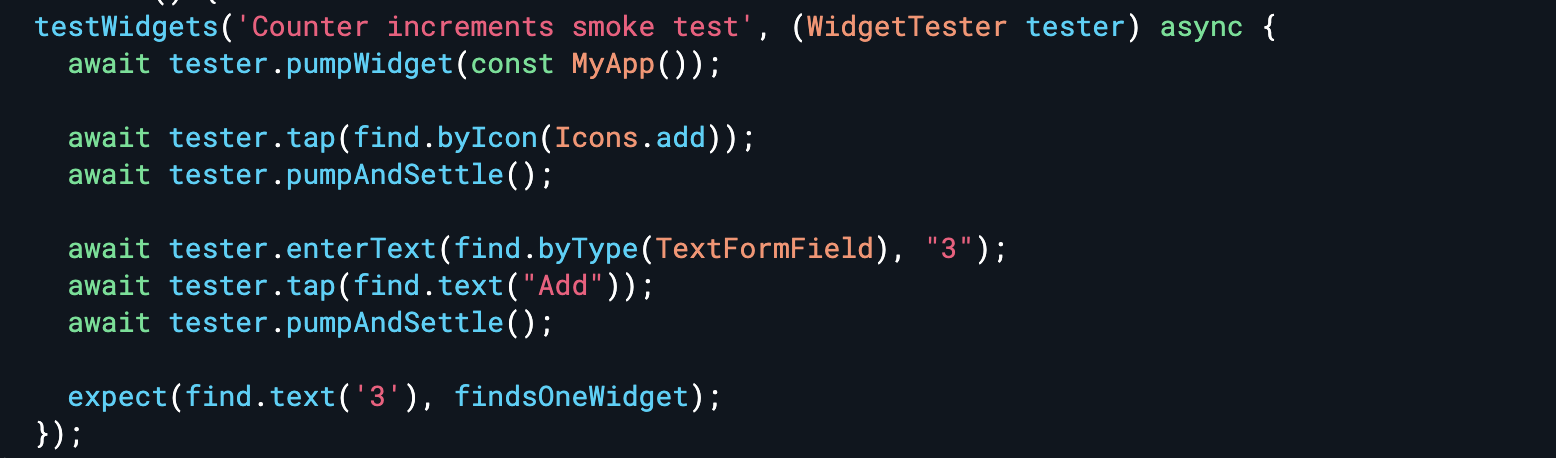 testWidgets('Counter increments smoke test', (WidgetTester tester) async {
await tester.pumpWidget(const MyApp());
await tester.tap(find.byIcon(Icons.add));
await tester.pumpAndSettle();
await tester.enterText(find.byType(TextFormField), "3");
await tester.tap(find.text("Add"));
await tester.pumpAndSettle();
expect(find.text('3'), findsOneWidget);
});